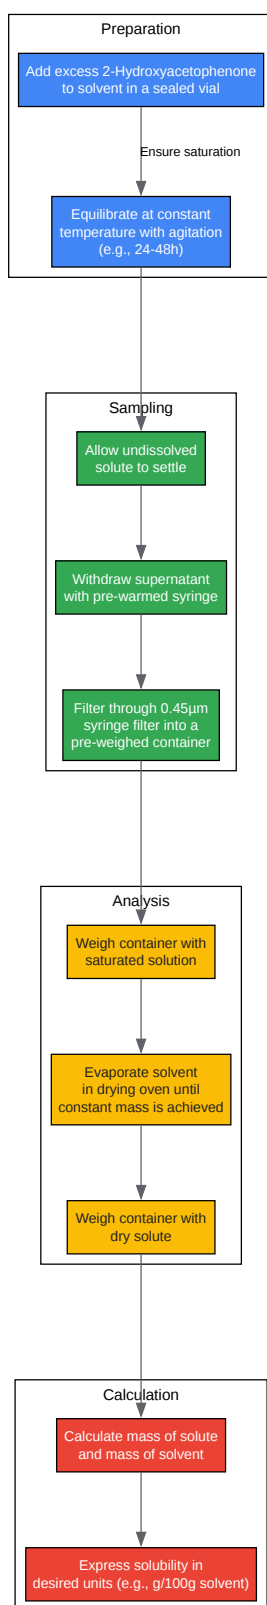 Preparation
Add excess 2-Hydroxyacetophenone
to solvent in a sealed vial
Ensure saturation
Equilibrate at constant
temperature with agitation
(e.g., 24-48h)
Sampling
Allow undissolved
solute to settle
Withdraw supernatant
with pre-warmed syringe
Filter through 0.45µm
syringe filter into a
pre-weighed container
Analysis
Weigh container with
saturated solution
Evaporate solvent
in drying oven until
constant mass is achieved
Weigh container with
dry solute
Calculation
Calculate mass of solute
and mass of solvent
Express solubility in
desired units (e.g., g/100g solvent)